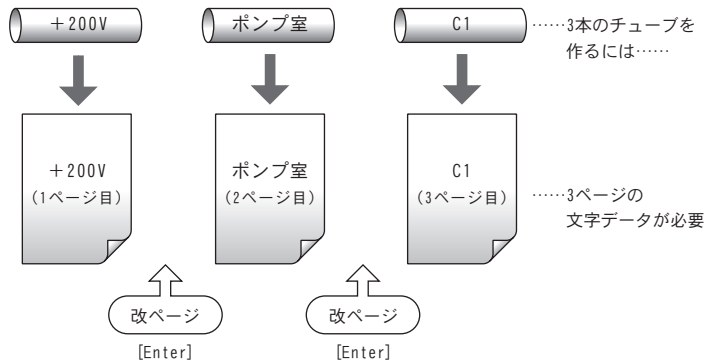 ＋200V
ポンプ室
C1
……3本のチューブを
作るには……
＋200V
（1ページ目）
ポンプ室
（2ページ目）
C1
（3ページ目）
……3ページの
文字データが必要
改ページ
改ページ
[Enter]
[Enter]